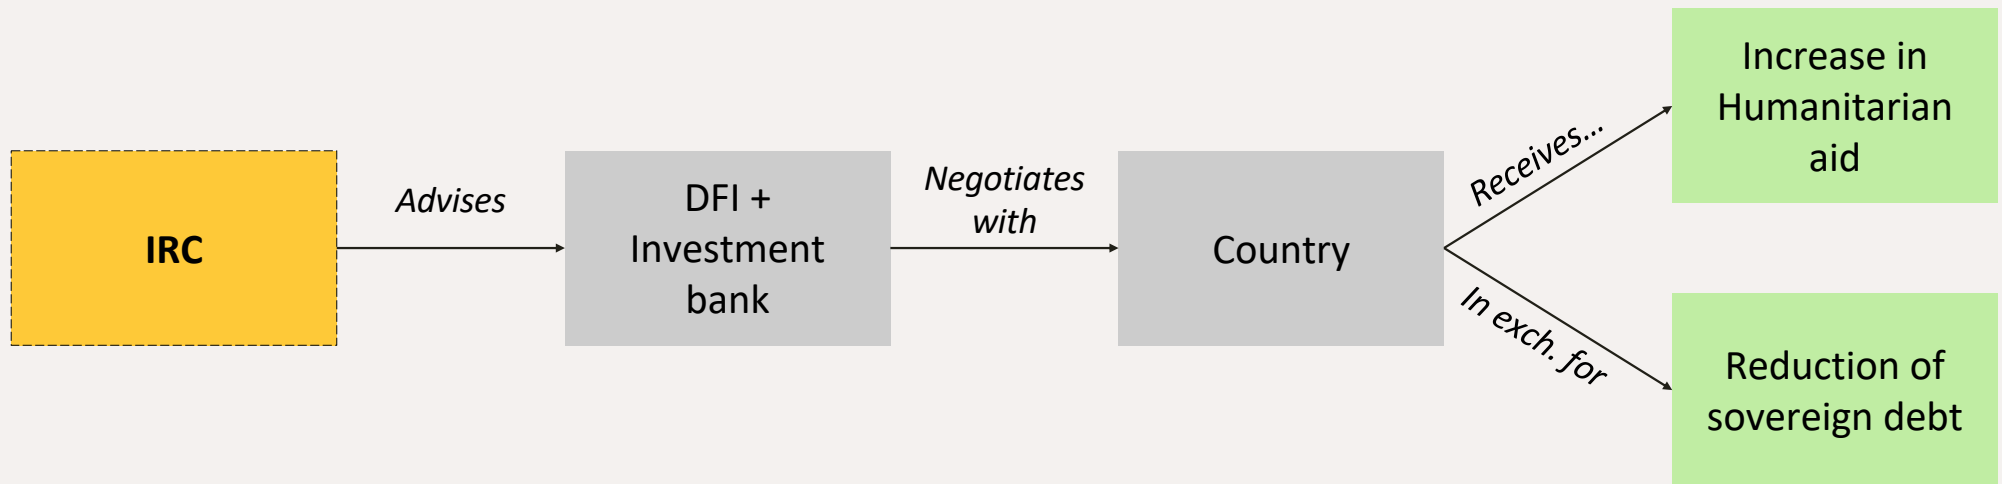 IRC
Advises
DFI +
Investment
bank
Negotiates
with
Country
Receives...
Increase in
Humanitarian
aid
In exch. for
Reduction of
sovereign debt